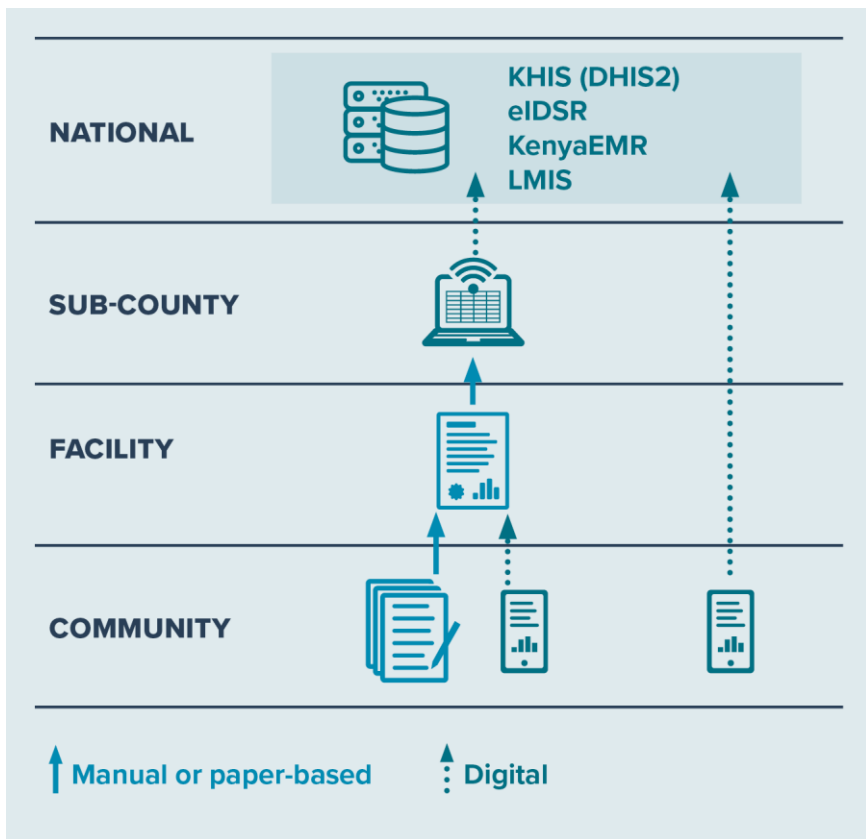 NATIONAL
KHIS (DHIS2)
eIDSR
KenyaEMR
LMIS
SUB-COUNTY
FACILITY
COMMUNITY
Manual or paper-based
Digital